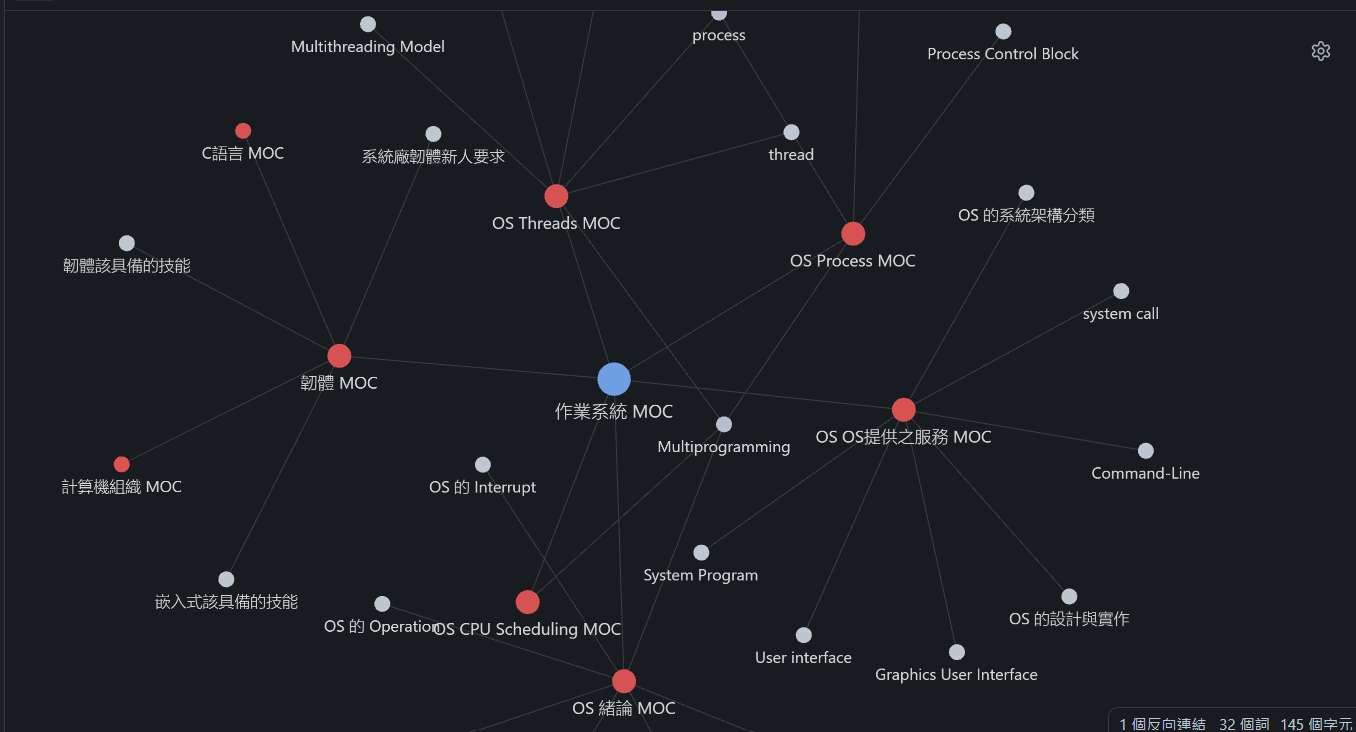 Multithreading Model
process
Process Control Block
C語言 MOC
系統廠韌體新人要求
thread
OS Threads MOC
OS 的系統架構分類
韌體該具備的技能
OS Process MOC
system call
韌體 MOC
作業系統 MOC
Multiprogramming
OS OS提供之服務 MOC
Command-Line
計算機組織 MOC
OS 的 Interrupt
System Program
嵌入式該具備的技能
OS 的 Operation
OS CPU Scheduling MOC
OS 的設計與實作
User interface
Graphics User Interface
OS 緒論 MOC
1 個反向連結 32 個詞 145 個字元